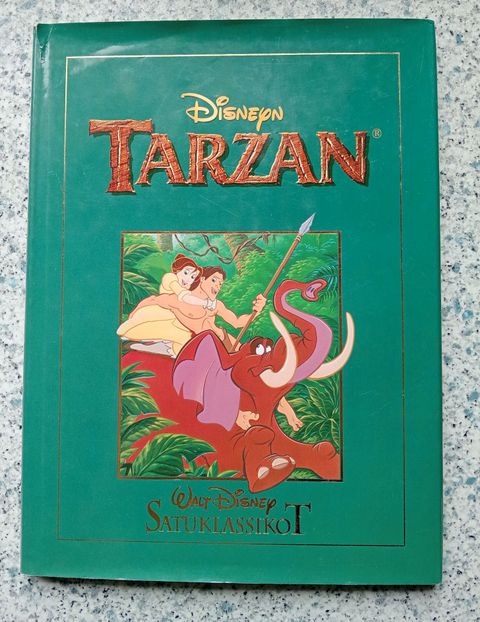 Disneyn
TARZAN®
WALT DISNEY
SATUKLASSIKOT